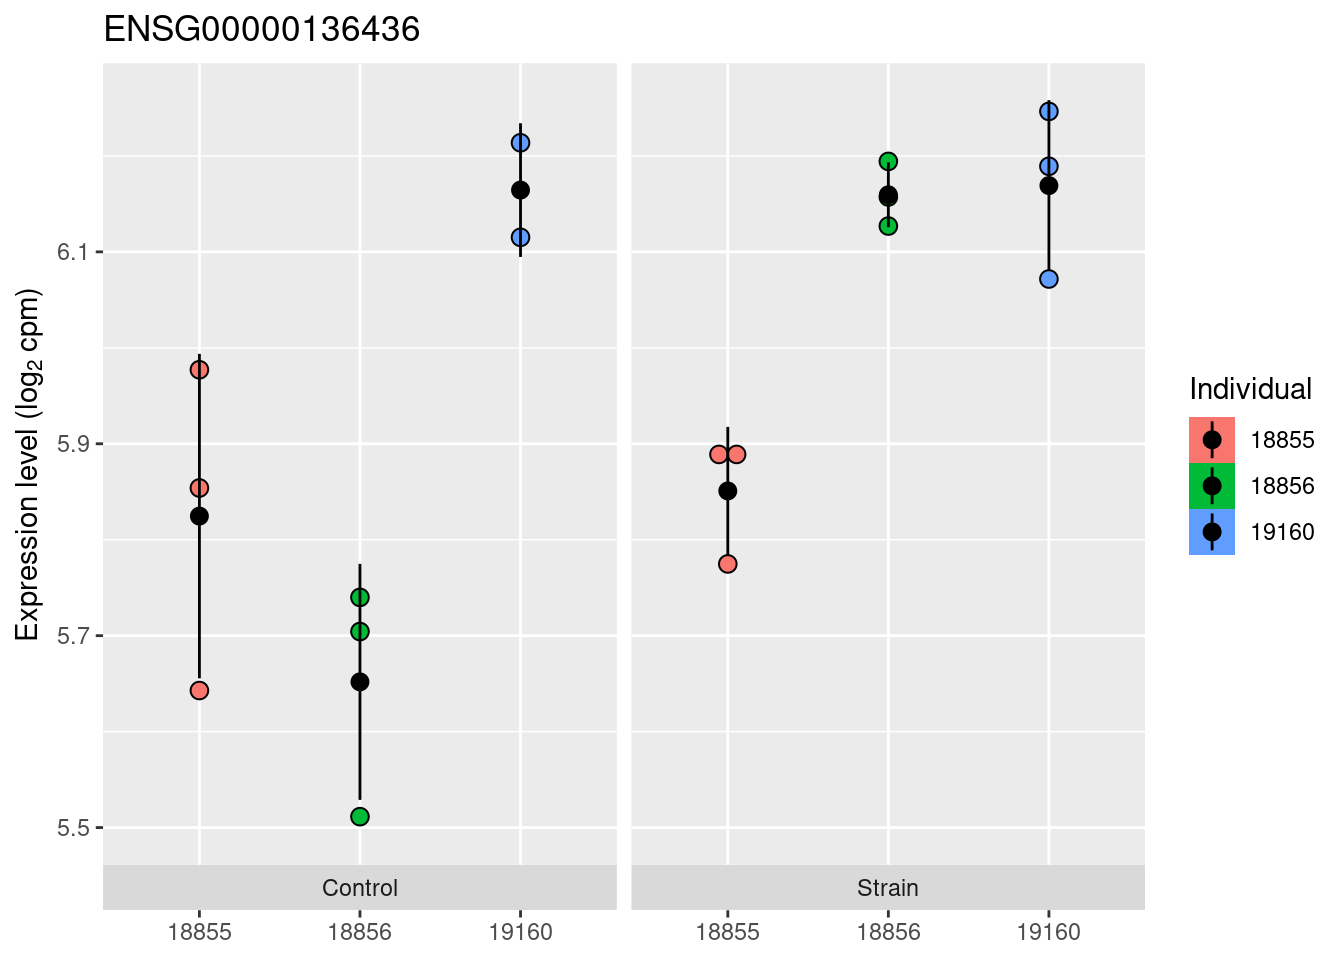 ENSG00000136436
Expression level (log2 cpm)
6.1
5.9
5.7
5.5
Control
Strain
18855
18856
19160
18855
18856
19160
Individual
18855
18856
19160